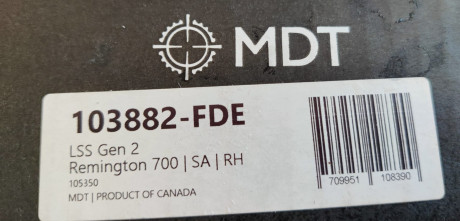 MDT
103882-FDE
LSS Gen 2
Remington 700 | SA | RH
105350
MDT | PRODUCT OF CANADA
709951 108390